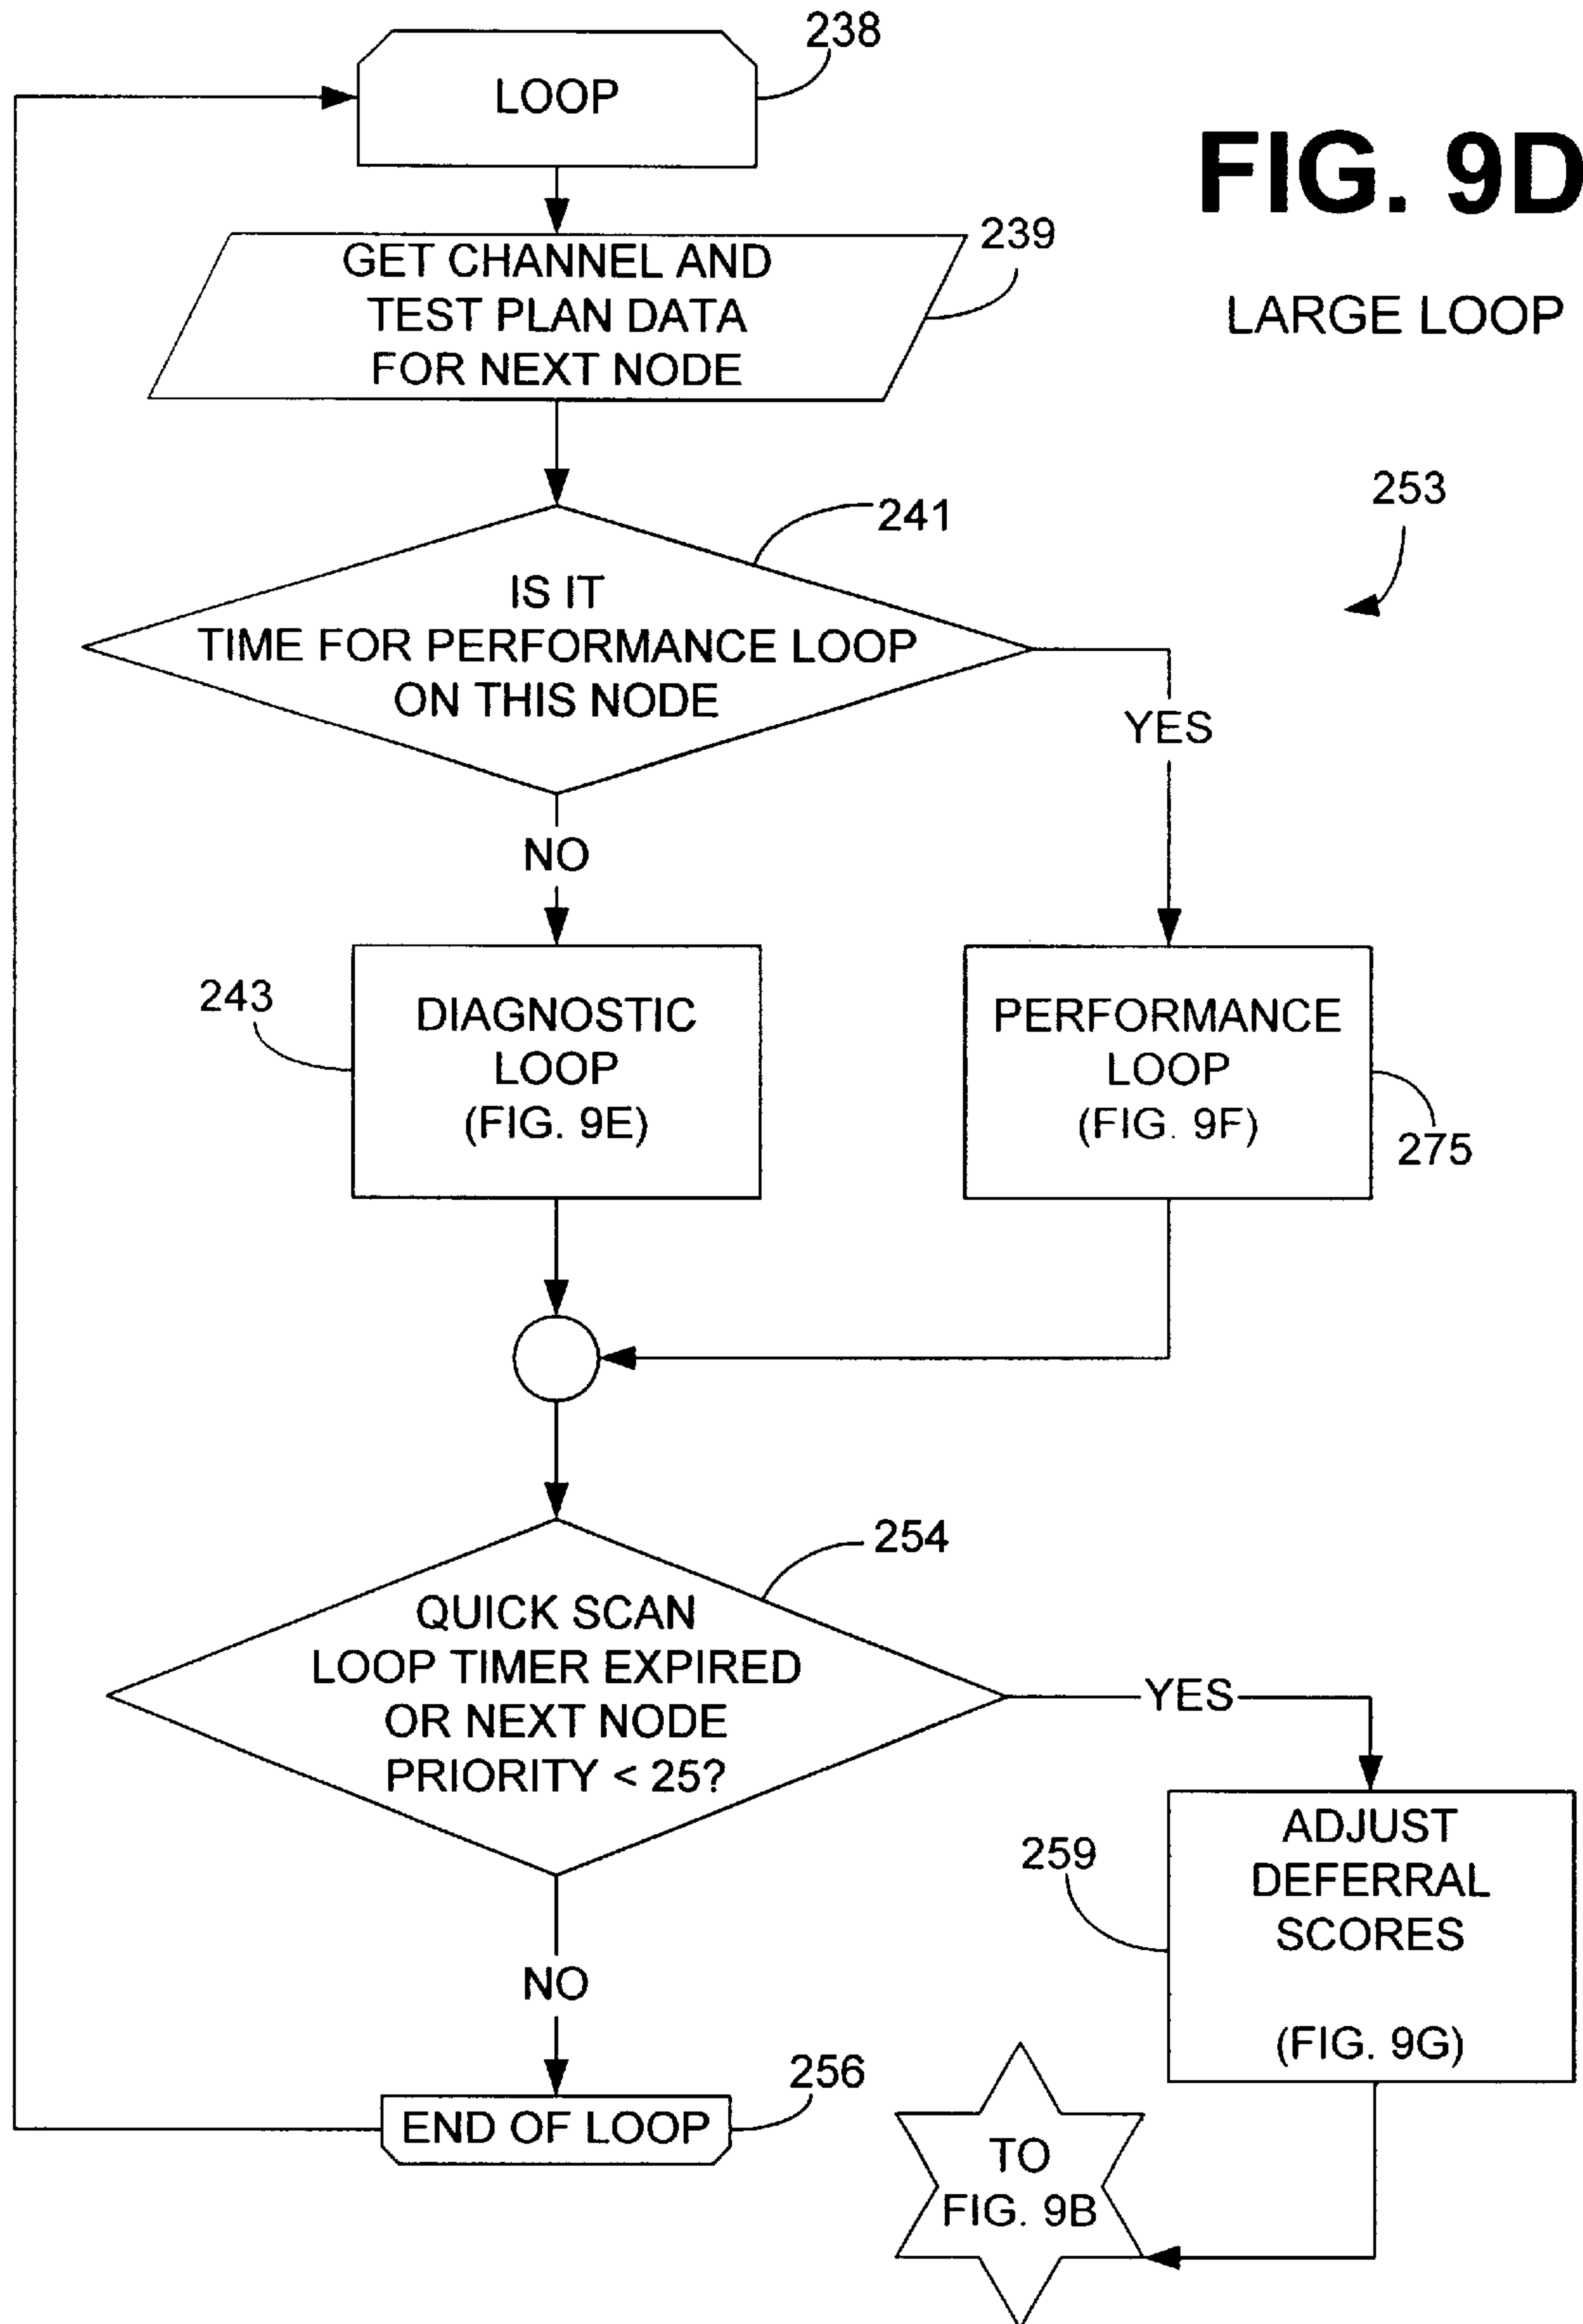 238
LOOP
FIG. 9D
239
GET CHANNEL AND
TEST PLAN DATA
FOR NEXT NODE
LARGE LOOP
253
241
IS IT
TIME FOR PERFORMANCE LOOP
ON THIS NODE
YES
NO
243
DIAGNOSTIC
LOOP
(FIG. 9E)
PERFORMANCE
LOOP
(FIG. 9F)
275
254
QUICK SCAN
LOOP TIMER EXPIRED
OR NEXT NODE
PRIORITY < 25?
YES
259
ADJUST
DEFERRAL
SCORES
(FIG. 9G)
NO
256
END OF LOOP
TO
FIG. 9B